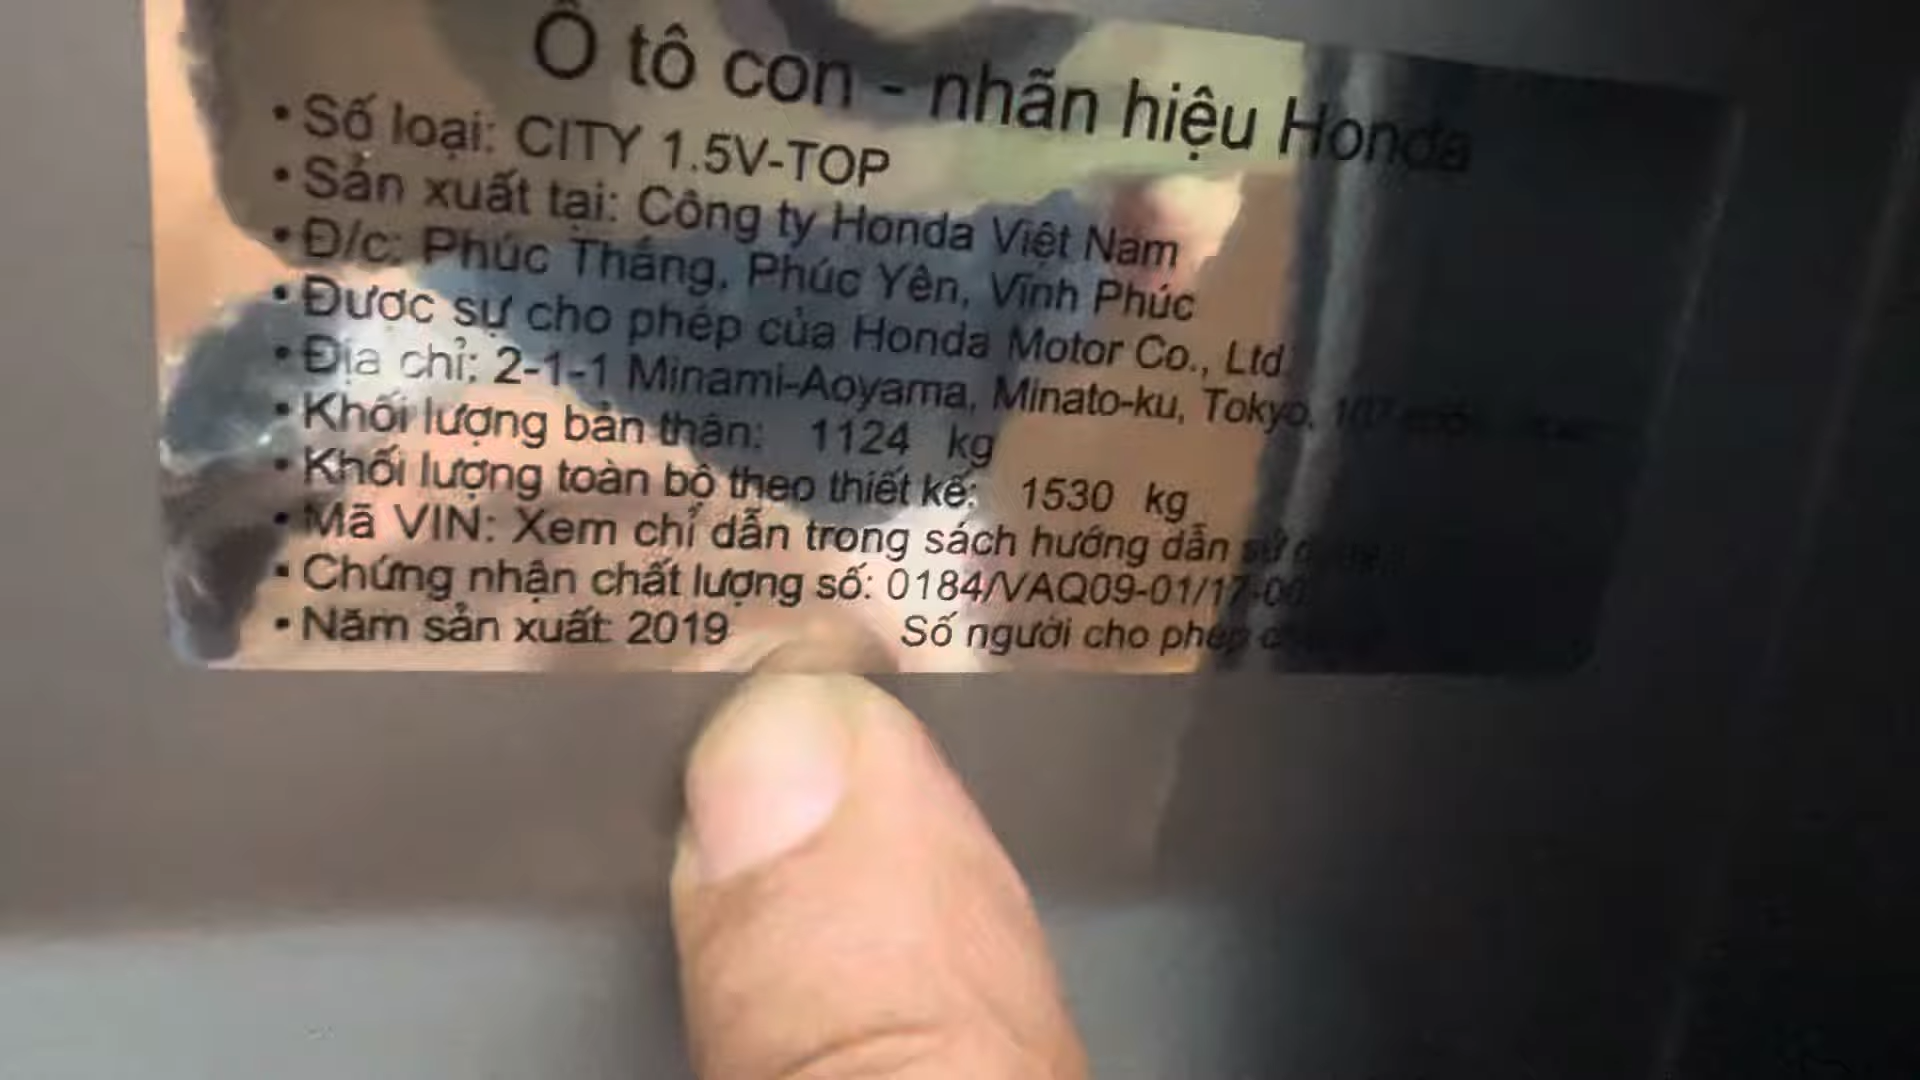 Ô tô con - nhãn hiệu Honda
• Số loại: CITY 1.5V-TOP
• Sản xuất tại: Công ty Honda Việt Nam
• Đ/c: Phúc Thắng, Phúc Yên, Vĩnh Phúc
• Được sự cho phép của Honda Motor Co., Ltd
• Địa chỉ: 2-1-1 Minami-Aoyama, Minato-ku, Tokyo,
• Khối lượng bản thân: 1124 kg
• Khối lượng toàn bộ theo thiết kế: 1530 kg
• Mã VIN: Xem chỉ dẫn trong sách hướng dẫn sử
• Chứng nhận chất lượng số: 0184/VAQ09-01/17-00
• Năm sản xuất: 2019 Số người cho phép